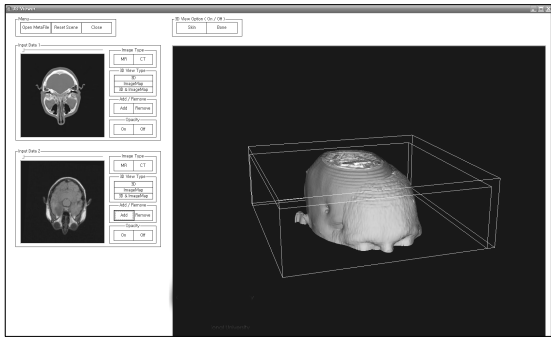 3D Viewer
Menu
Open MetaFile Reset Scene Close
3D View Option ( On / Off )
Skin Bone
Input Data 1
Image Type
MR CT
3D View Type
3D
ImageMap
3D & ImageMap
Add / Remove
Add Remove
Opacity
On Off
Input Data 2
Image Type
MR CT
3D View Type
3D
ImageMap
3D & ImageMap
Add / Remove
Add Remove
Opacity
On Off